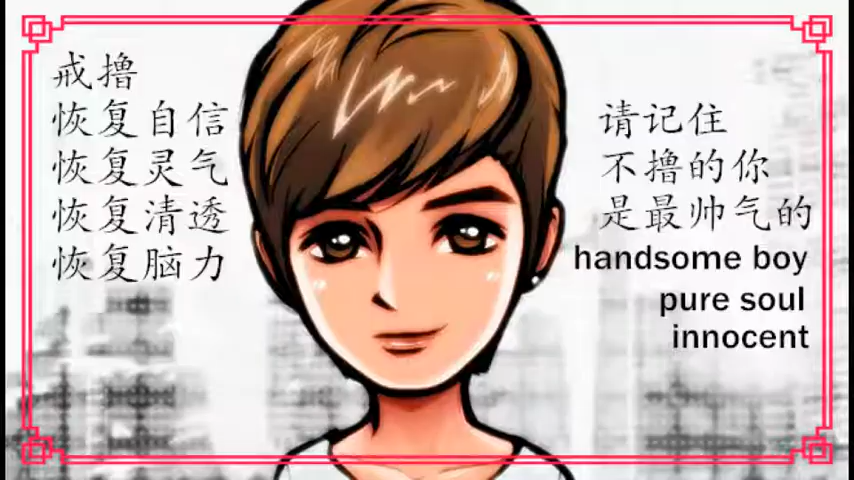 戒撸
恢复自信
恢复灵气
恢复清透
恢复脑力
请记住
不撸的你
是最帅气的
handsome boy
pure soul
innocent